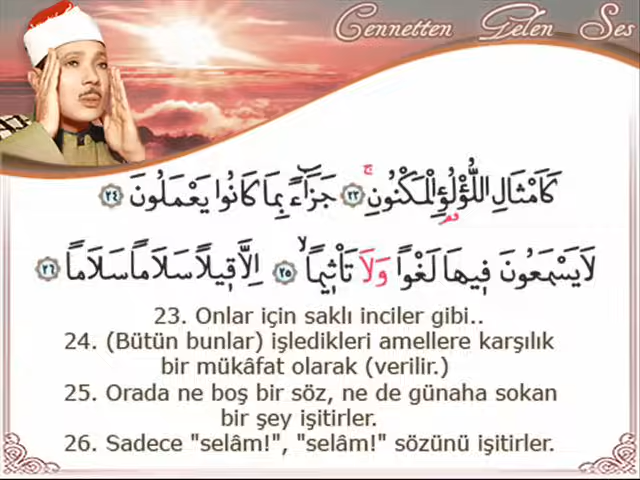 Cennetten Gelen Ses
كَاَمْثَالِ اللُّؤْلُؤِ الْمَكْنُونِۚ ﴿٢٣﴾ جَزَٓاءً بِمَا كَانُوا يَعْمَلُونَ ﴿٢٤﴾
لَا يَسْمَعُونَ فٖيهَا لَغْوًا وَلَا تَأْثٖيمًاۙ ﴿٢٥﴾ اِلَّا قٖيلًا سَلَامًا سَلَامًا ﴿٢٦﴾
23. Onlar için saklı inciler gibi..
24. (Bütün bunlar) işledikleri amellere karşılık
bir mükâfat olarak (verilir.)
25. Orada ne boş bir söz, ne de günaha sokan
bir şey işitirler.
26. Sadece "selâm!", "selâm!" sözünü işitirler.